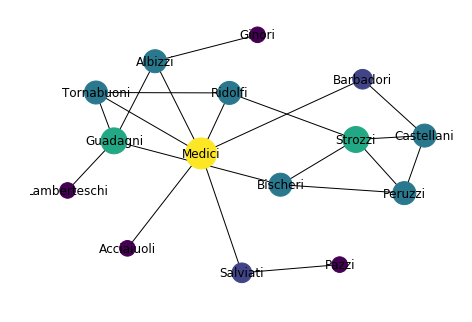 Ginori
Albizzi
Barbadori
Tornabuoni
Ridolfi
Castellani
Strozzi
Guadagni
Medici
Bischeri
Lamberteschi
Peruzzi
Acciaiuoli
Pazzi
Salviati